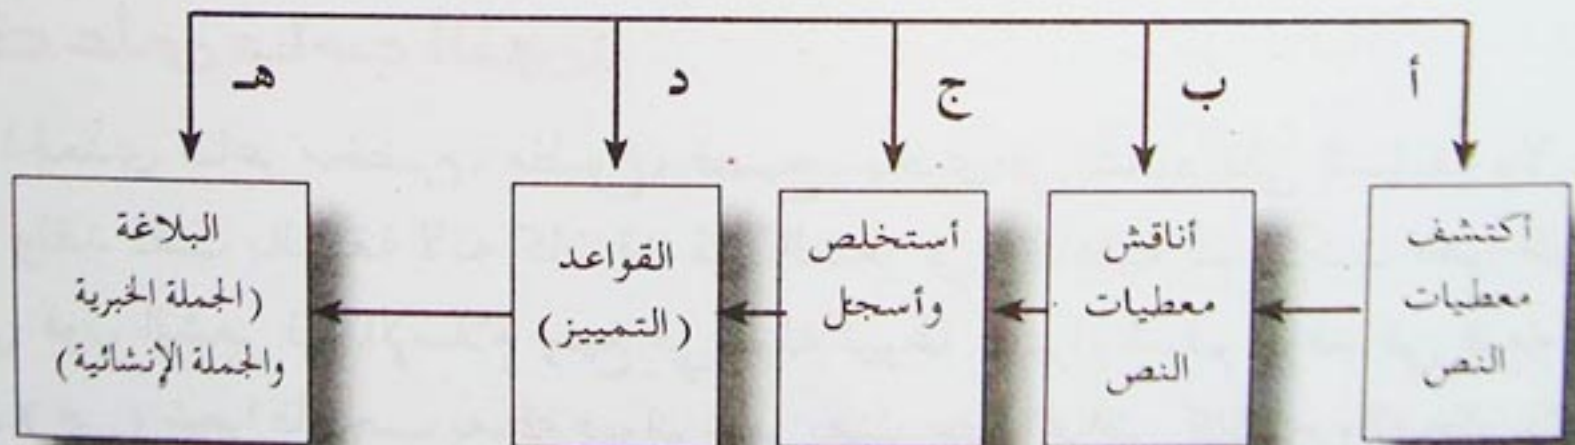 أ
ب
ج
د
هـ
أكتشف
معطيات
النص
أناقش
معطيات
النص
أستخلص
وأسجل
القواعد
(التمييز)
البلاغة
(الجملة الخبرية
والجملة الإنشائية)